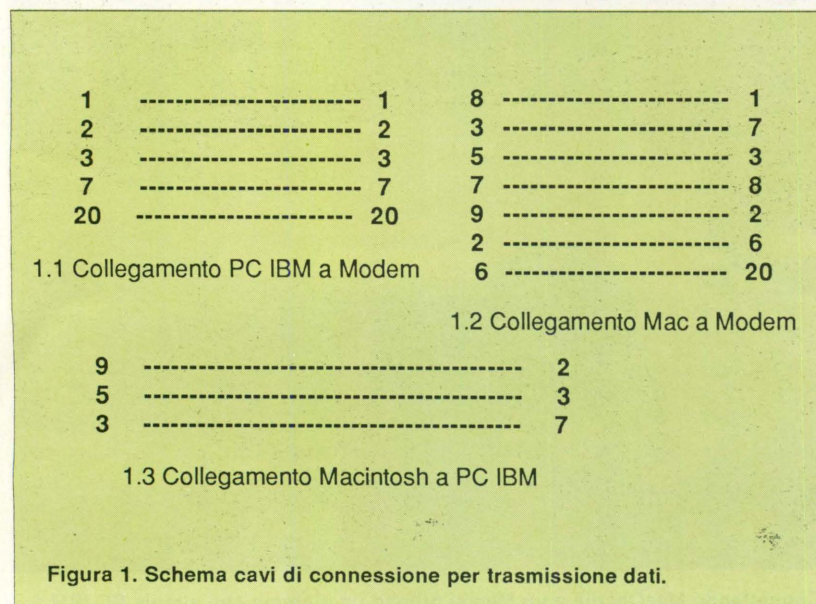 1 ------------------------ 1
2 ------------------------ 2
3 ------------------------ 3
7 ------------------------ 7
20 ------------------------ 20
1.1 Collegamento PC IBM a Modem
8 ------------------------- 1
3 ------------------------- 7
5 ------------------------- 3
7 ------------------------- 8
9 ------------------------- 2
2 ------------------------- 6
6 ------------------------- 20
1.2 Collegamento Mac a Modem
9 ------------------------------------------ 2
5 ------------------------------------------ 3
3 ------------------------------------------ 7
1.3 Collegamento Macintosh a PC IBM
Figura 1. Schema cavi di connessione per trasmissione dati.